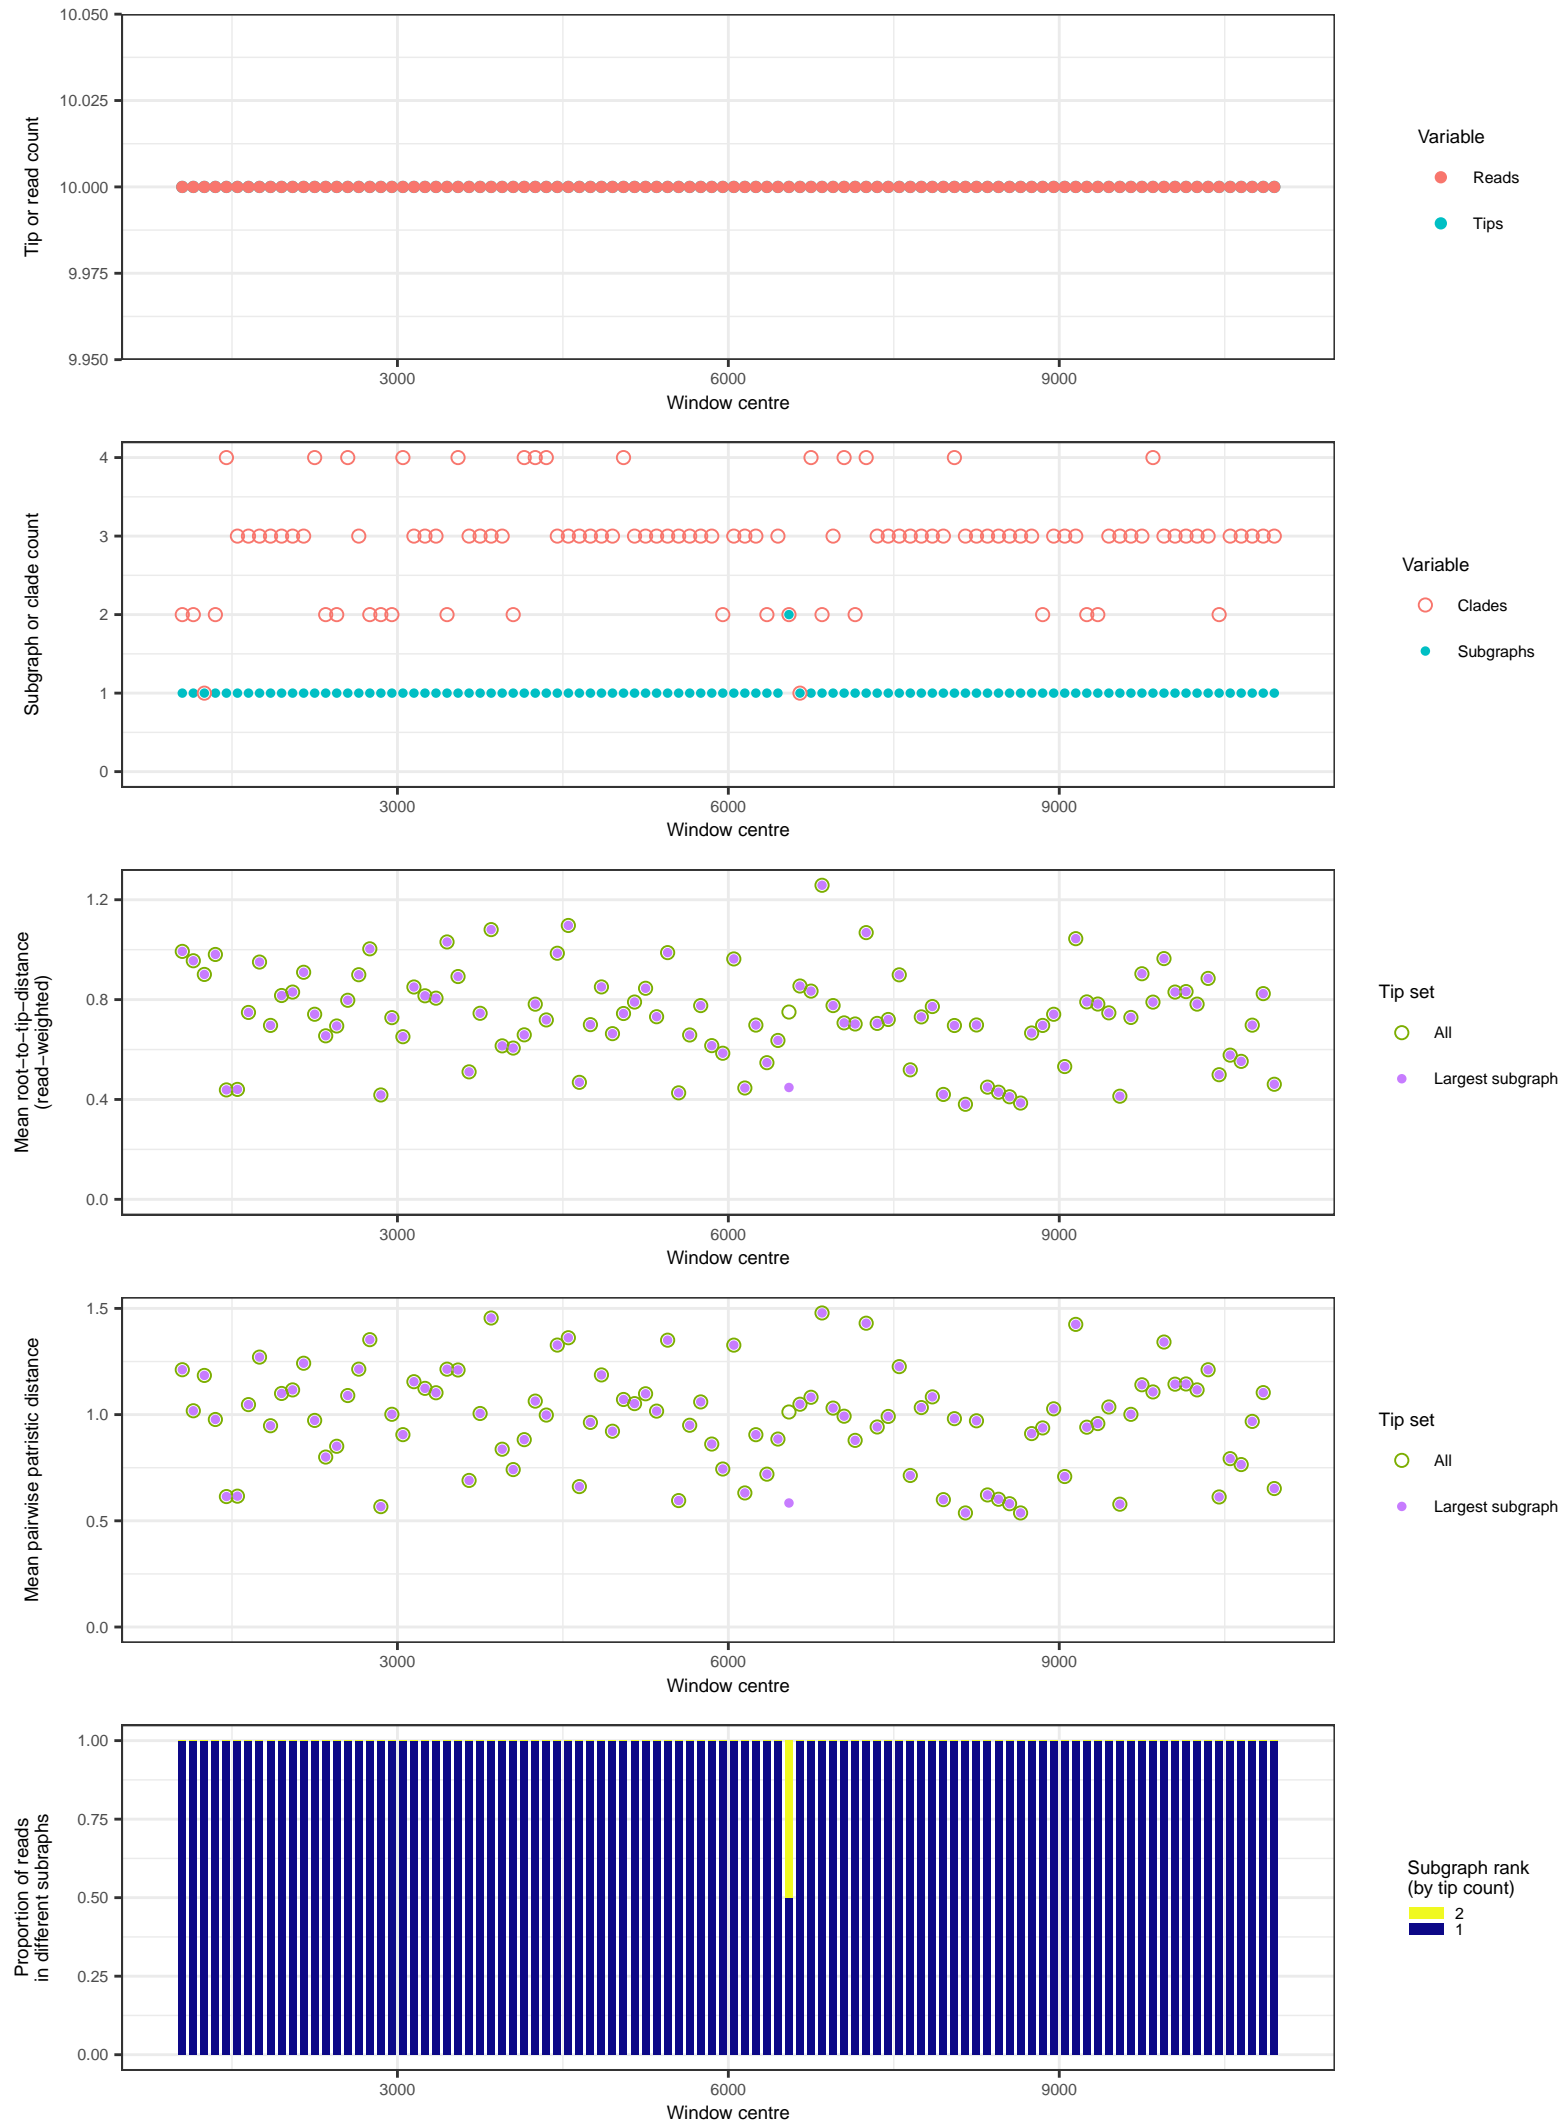 10.050
10.025
10.000
9.975
9.950
Tip or read count
3000
6000
9000
Window centre
Variable
Reads
Tips
4
3
2
1
0
Subgraph or clade count
3000
6000
9000
Window centre
Variable
Clades
Subgraphs
1.2
0.8
0.4
0.0
Mean root−to−tip−distance
(read−weighted)
3000
6000
9000
Window centre
Tip set
All
Largest subgraph
1.5
1.0
0.5
0.0
Mean pairwise patristic distance
3000
6000
9000
Window centre
Tip set
All
Largest subgraph
1.00
0.75
0.50
0.25
0.00
Proportion of reads
in different subraphs
3000
6000
9000
Window centre
Subgraph rank
(by tip count)
2
1